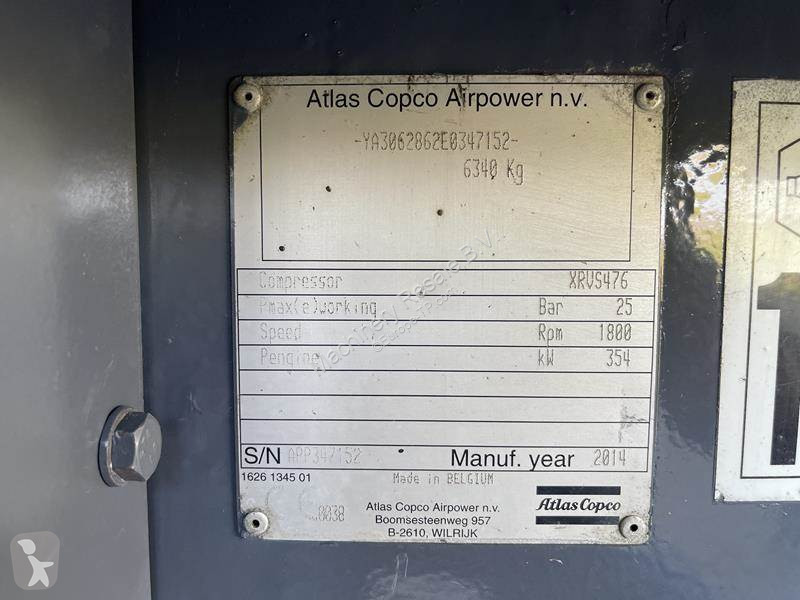 Atlas Copco Airpower n.v.
-YA3062862E0347152-
6340 Kg
Compressor XRVS476
Pmax(e)working Bar 25
Speed Rpm 1800
Pengine kW 354
S/N APP347152 Manuf. year 2014
1626 1345 01 Made in BELGIUM
0038
Atlas Copco Airpower n.v.
Boomsesteenweg 957
B-2610, WILRIJK
Atlas Copco
Machinery Resale B.V.